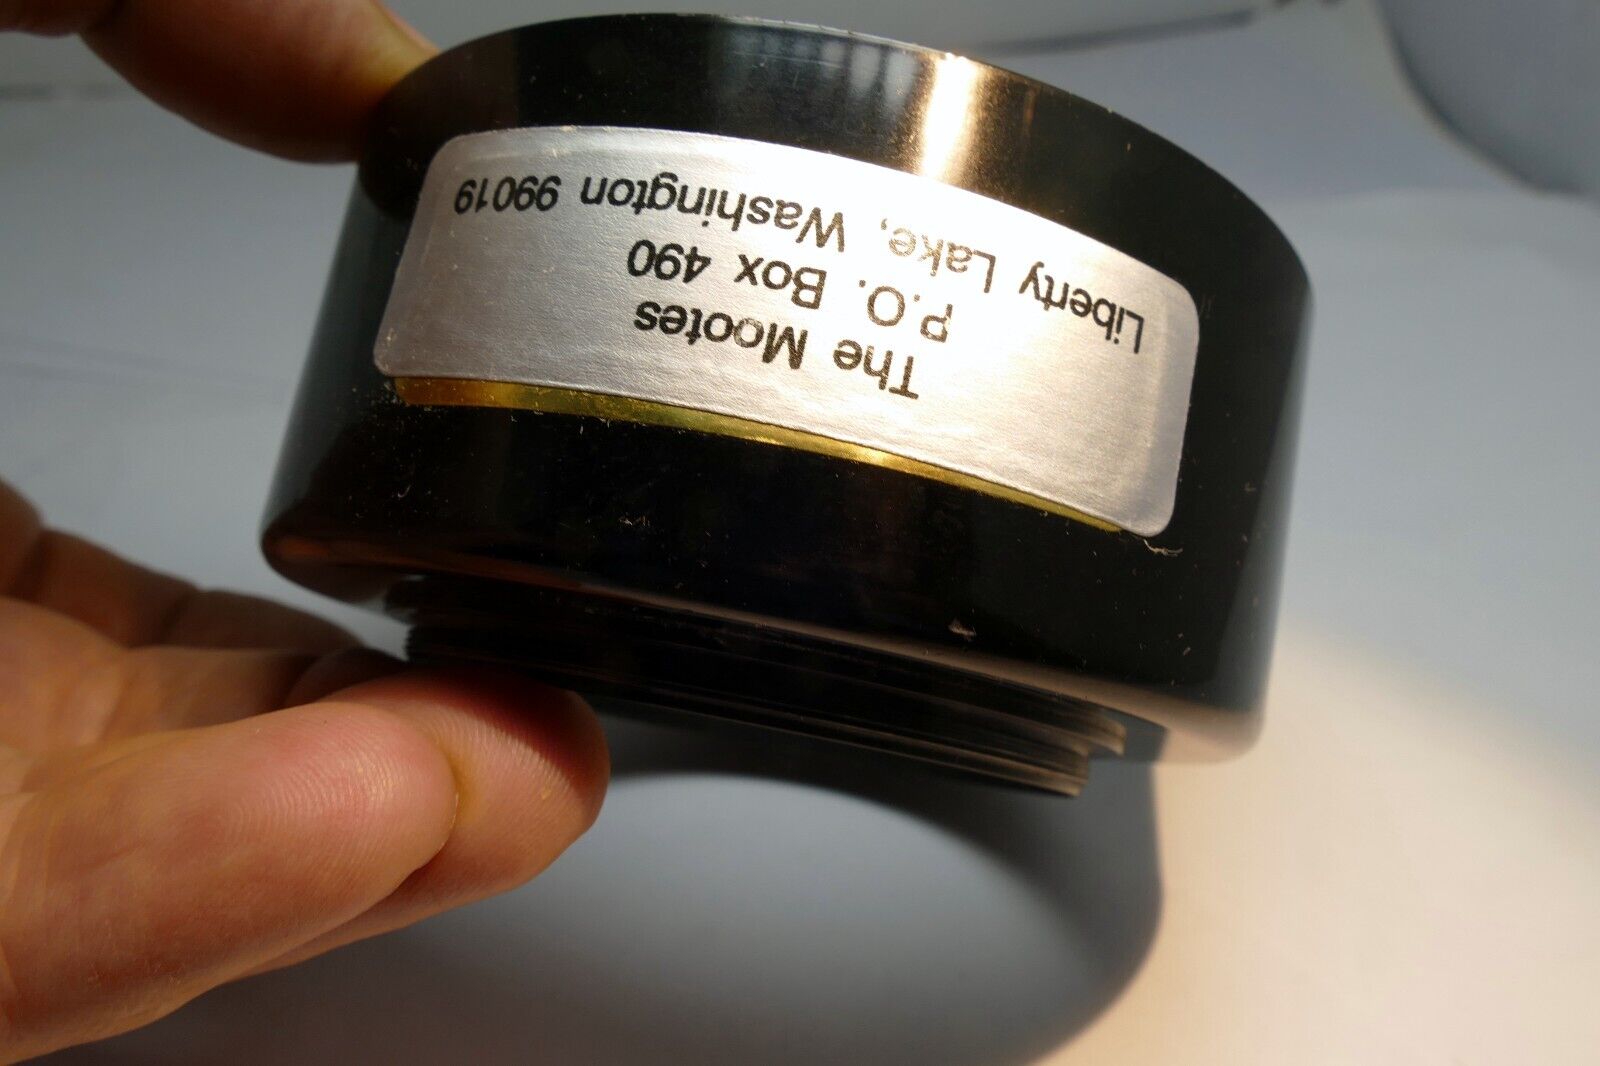 The Mootes
P.O. Box 490
Liberty Lake, Washington 99019